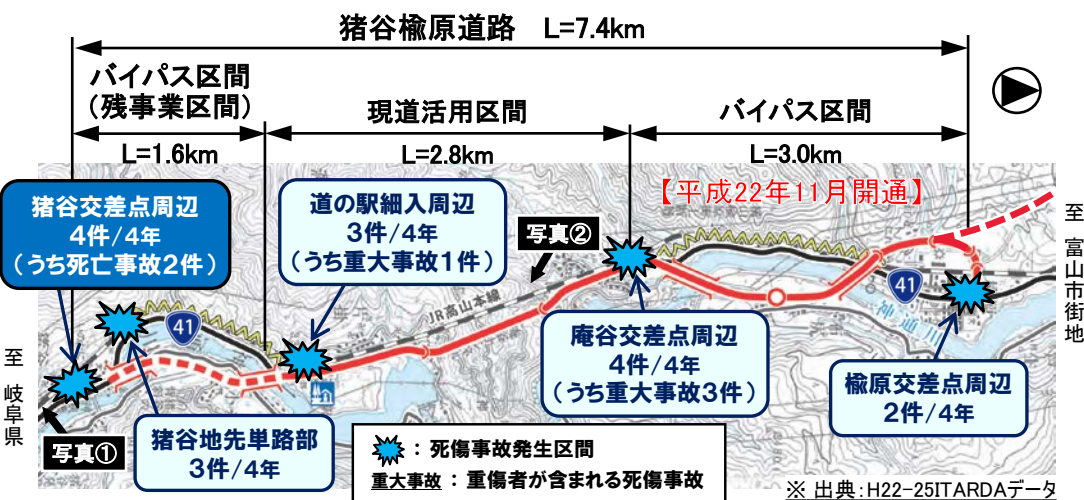 猪谷楡原道路 L=7.4km
バイパス区間
(残事業区間)
現道活用区間
バイパス区間
L=1.6km
L=2.8km
L=3.0km
【平成22年11月開通】
猪谷交差点周辺
4件/4年
(うち死亡事故2件)
道の駅細入周辺
3件/4年
(うち重大事故1件)
写真②
至 富山市街地
41
JR高山本線
41
神通川
庵谷交差点周辺
4件/4年
(うち重大事故3件)
楡原交差点周辺
2件/4年
至 岐阜県
写真①
猪谷地先単路部
3件/4年
:死傷事故発生区間
重大事故:重傷者が含まれる死傷事故
※ 出典:H22-25ITARDAデータ